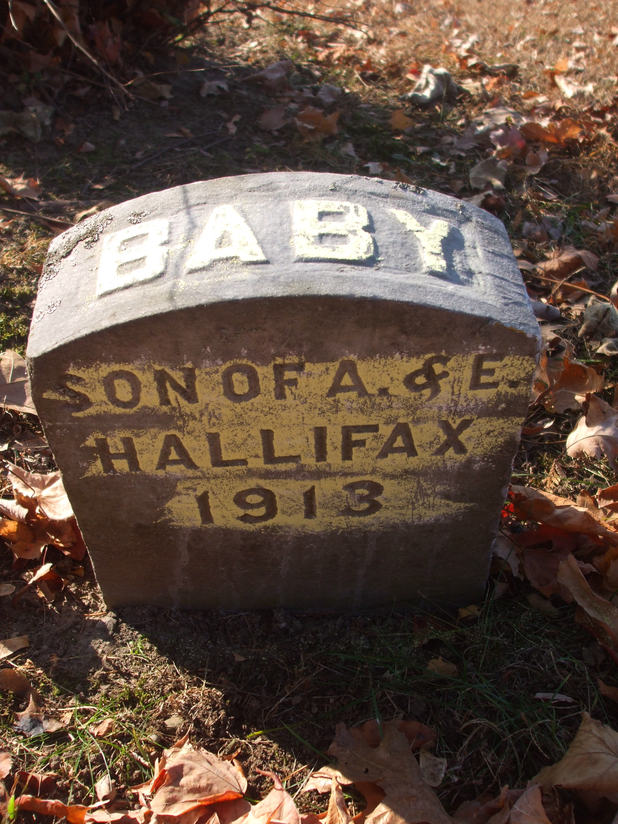 BABY
SON OF A. & E.
HALLIFAX
1913